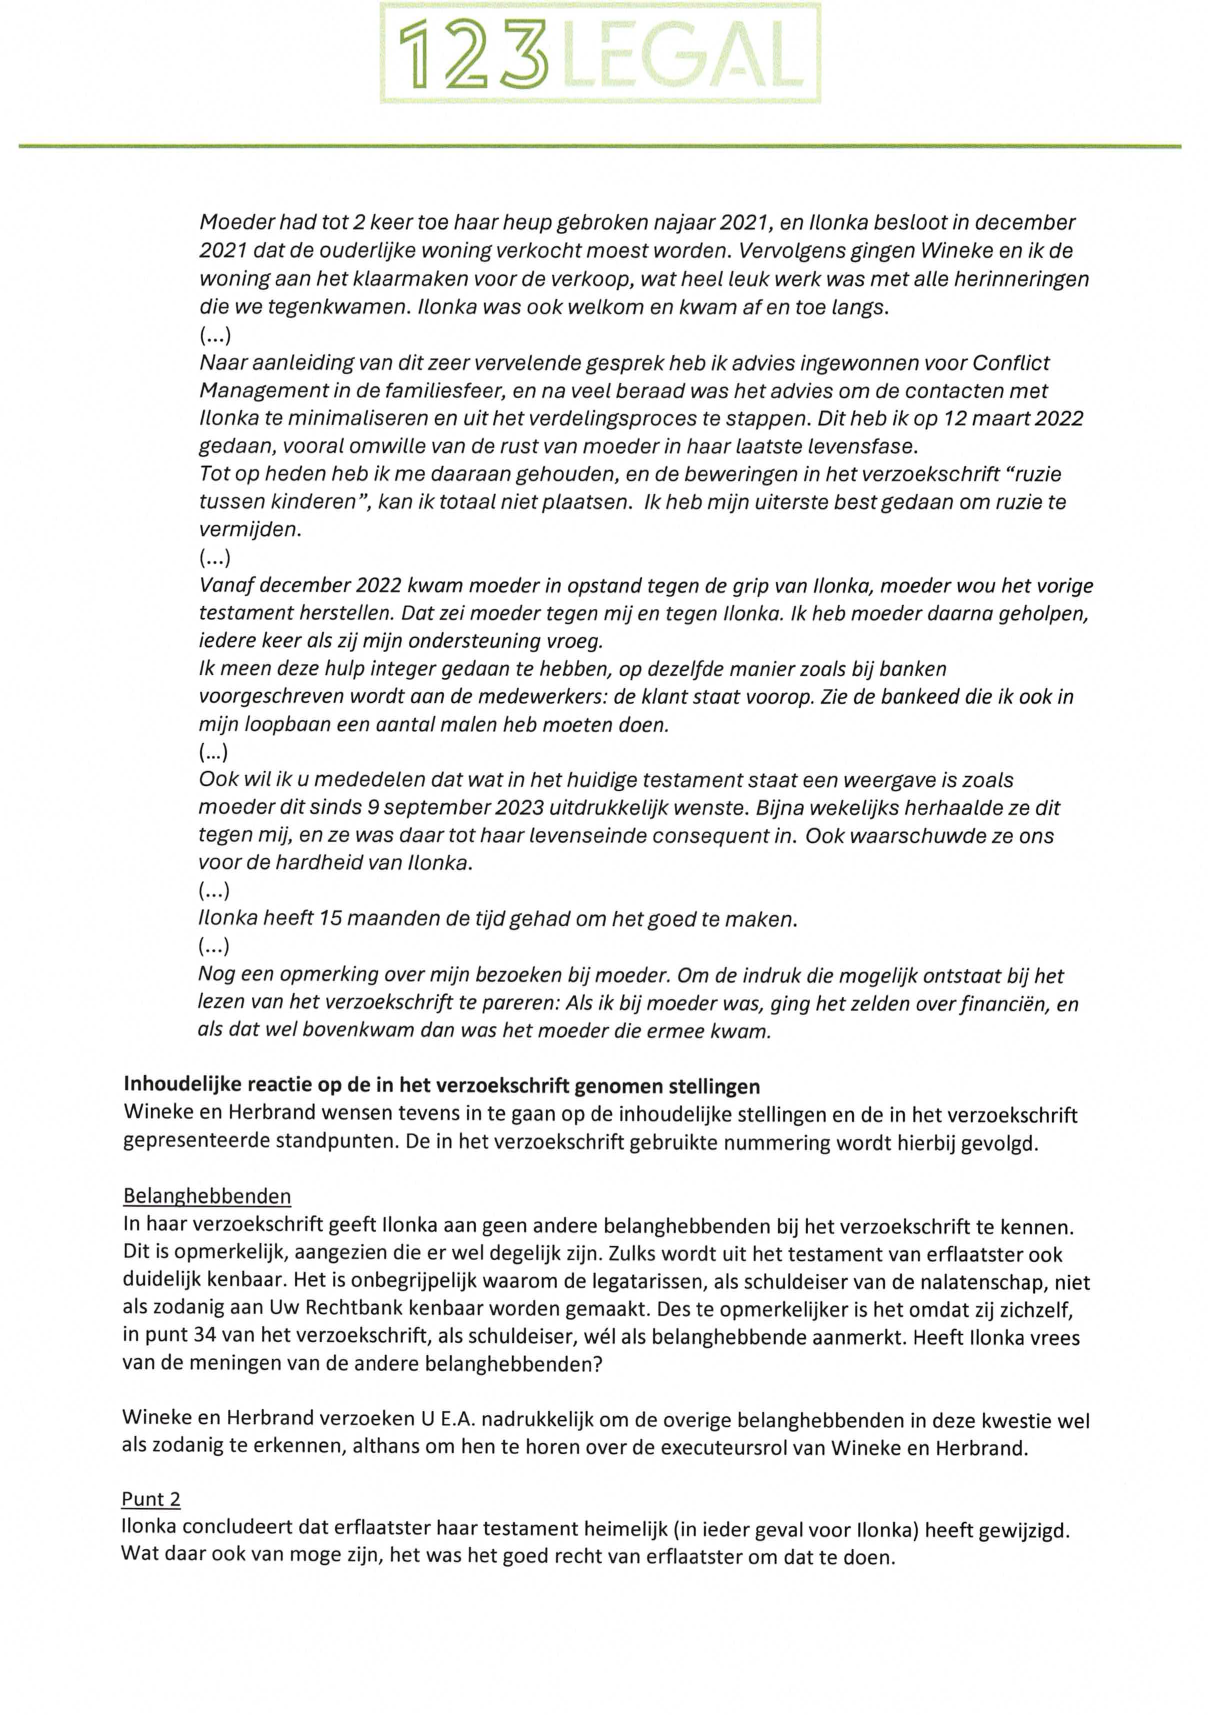 123LEGAL
Moeder had tot 2 keer toe haar heup gebroken najaar 2021, en Ilonka besloot in december
2021 dat de ouderlijke woning verkocht moest worden. Vervolgens gingen Wineke en ik de
woning aan het klaarmaken voor de verkoop, wat heel leuk werk was met alle herinneringen
die we tegenkwamen. Ilonka was ook welkom en kwam af en toe langs.
(...)
Naar aanleiding van dit zeer vervelende gesprek heb ik advies ingewonnen voor Conflict
Management in de familiesfeer, en na veel beraad was het advies om de contacten met
Ilonka te minimaliseren en uit het verdelingsproces te stappen. Dit heb ik op 12 maart 2022
gedaan, vooral omwille van de rust van moeder in haar laatste levensfase.
Tot op heden heb ik me daaraan gehouden, en de beweringen in het verzoekschrift “ruzie
tussen kinderen”, kan ik totaal niet plaatsen.  Ik heb mijn uiterste best gedaan om ruzie te
vermijden.
(...)
Vanaf december 2022 kwam moeder in opstand tegen de grip van Ilonka, moeder wou het vorige
testament herstellen. Dat zei moeder tegen mij en tegen Ilonka. Ik heb moeder daarna geholpen,
iedere keer als zij mijn ondersteuning vroeg.
Ik meen deze hulp integer gedaan te hebben, op dezelfde manier zoals bij banken
voorgeschreven wordt aan de medewerkers: de klant staat voorop. Zie de bankeed die ik ook in
mijn loopbaan een aantal malen heb moeten doen.
(...)
Ook wil ik u mededelen dat wat in het huidige testament staat een weergave is zoals
moeder dit sinds 9 september 2023 uitdrukkelijk wenste. Bijna wekelijks herhaalde ze dit
tegen mij, en ze was daar tot haar levenseinde consequent in. Ook waarschuwde ze ons
voor de hardheid van Ilonka.
(...)
Ilonka heeft 15 maanden de tijd gehad om het goed te maken.
(...)
Nog een opmerking over mijn bezoeken bij moeder. Om de indruk die mogelijk ontstaat bij het
lezen van het verzoekschrift te pareren: Als ik bij moeder was, ging het zelden over financiën, en
als dat wel bovenkwam dan was het moeder die ermee kwam.
Inhoudelijke reactie op de in het verzoekschrift genomen stellingen
Wineke en Herbrand wensen tevens in te gaan op de inhoudelijke stellingen en de in het verzoekschrift
gepresenteerde standpunten. De in het verzoekschrift gebruikte nummering wordt hierbij gevolgd.
Belanghebbenden
In haar verzoekschrift geeft Ilonka aan geen andere belanghebbenden bij het verzoekschrift te kennen.
Dit is opmerkelijk, aangezien die er wel degelijk zijn. Zulks wordt uit het testament van erflaatster ook
duidelijk kenbaar. Het is onbegrijpelijk waarom de legatarissen, als schuldeiser van de nalatenschap, niet
als zodanig aan Uw Rechtbank kenbaar worden gemaakt. Des te opmerkelijker is het omdat zij zichzelf,
in punt 34 van het verzoekschrift, als schuldeiser, wél als belanghebbende aanmerkt. Heeft Ilonka vrees
van de meningen van de andere belanghebbenden?
Wineke en Herbrand verzoeken U E.A. nadrukkelijk om de overige belanghebbenden in deze kwestie wel
als zodanig te erkennen, althans om hen te horen over de executeursrol van Wineke en Herbrand.
Punt 2
Ilonka concludeert dat erflaatster haar testament heimelijk (in ieder geval voor Ilonka) heeft gewijzigd.
Wat daar ook van moge zijn, het was het goed recht van erflaatster om dat te doen.